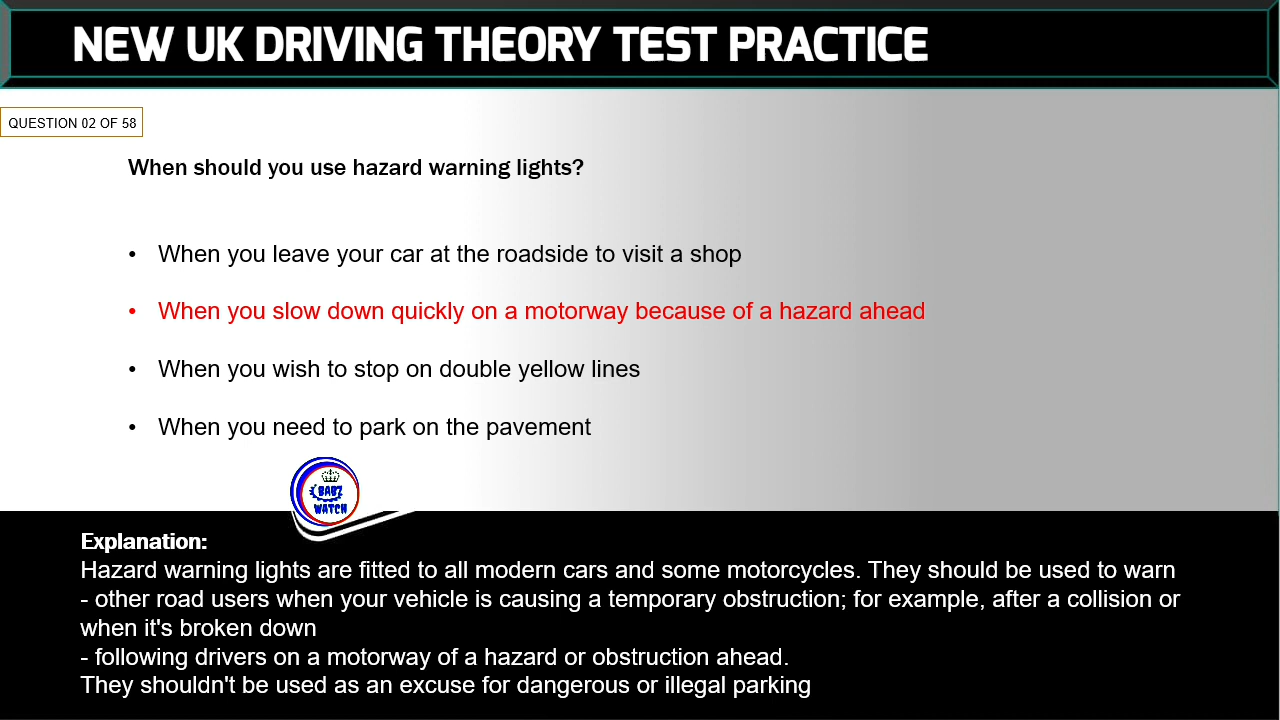 NEW UK DRIVING THEORY TEST PRACTICE
QUESTION 02 OF 58
When should you use hazard warning lights?
• When you leave your car at the roadside to visit a shop
• When you slow down quickly on a motorway because of a hazard ahead
• When you wish to stop on double yellow lines
• When you need to park on the pavement
BABZ
WATCH
Explanation:
Hazard warning lights are fitted to all modern cars and some motorcycles. They should be used to warn
- other road users when your vehicle is causing a temporary obstruction; for example, after a collision or
when it's broken down
- following drivers on a motorway of a hazard or obstruction ahead.
They shouldn't be used as an excuse for dangerous or illegal parking